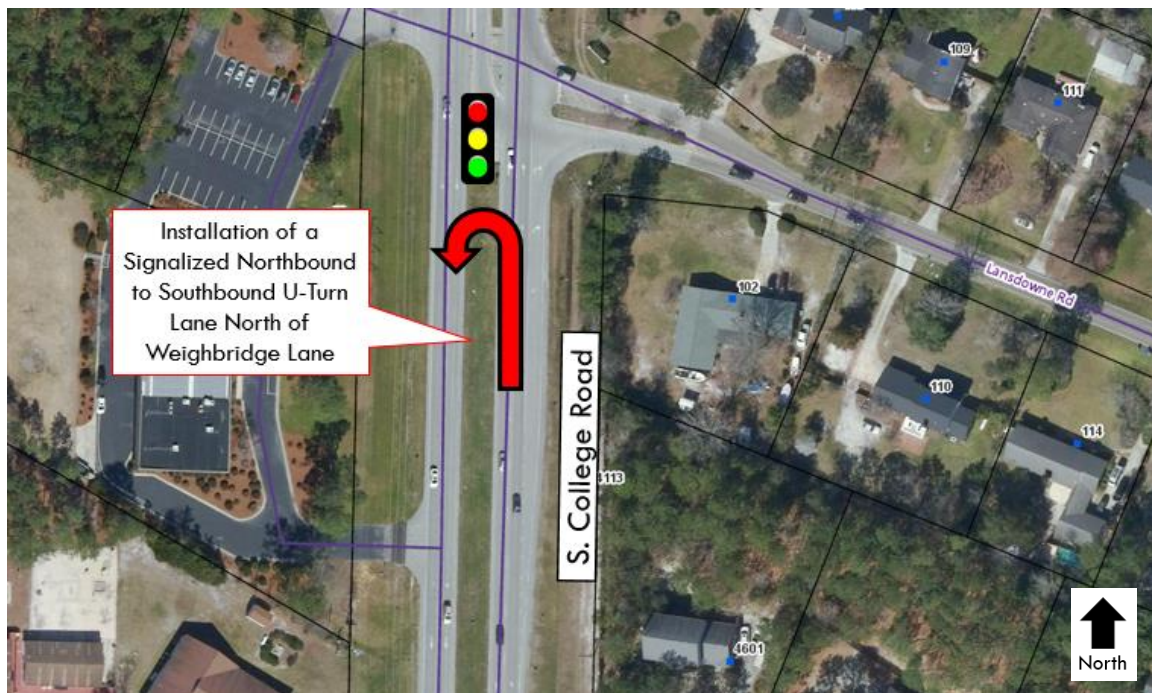 109
111
Installation of a
Signalized Northbound
to Southbound U-Turn
Lane North of
Weighbridge Lane
Lansdowne Rd
102
S. College Road
110
114
4601
North